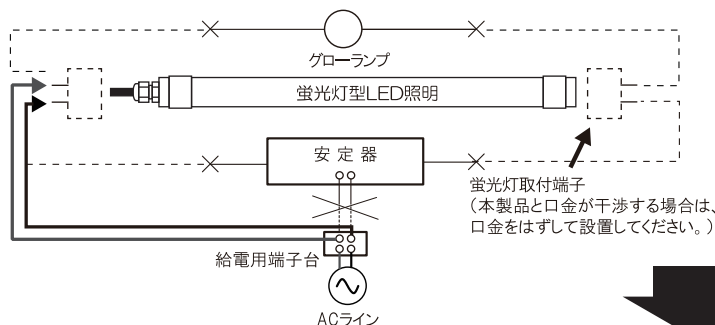 グローランプ
蛍光灯型LED照明
安定器
蛍光灯取付端子
（本製品と口金が干渉する場合は、
口金をはずして設置してください。）
給電用端子台
ACライン